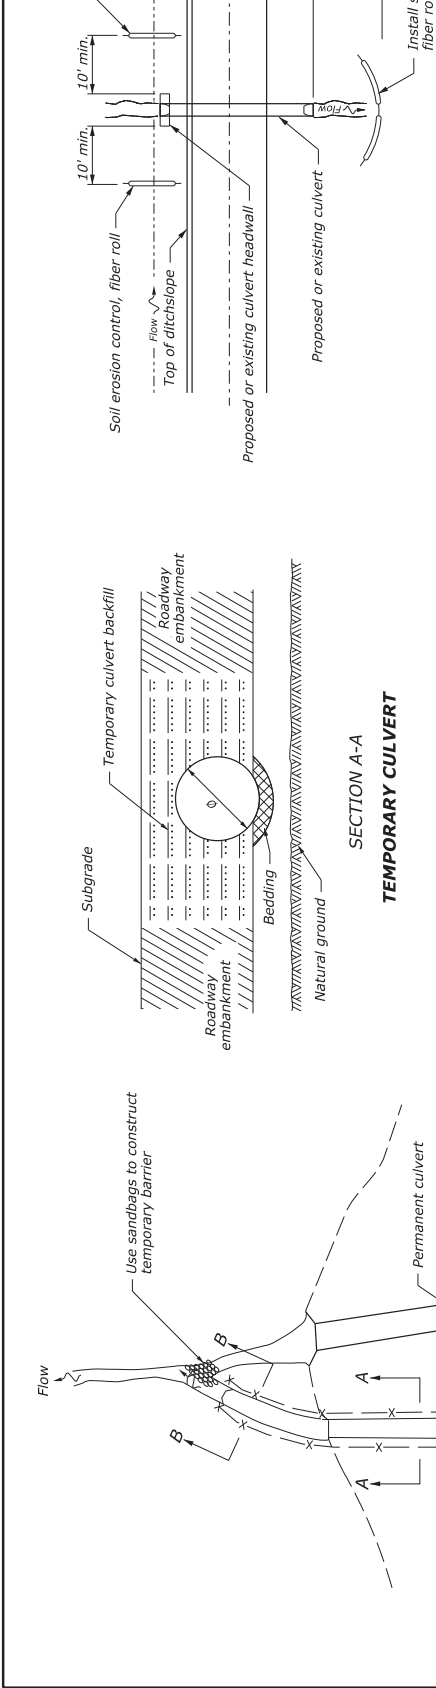 Flow
Use sandbags to construct
temporary barrier
B
B
A
A
Permanent culvert
Subgrade
Temporary culvert backfill
Roadway
embankment
Roadway
embankment
Ø
Bedding
Natural ground
SECTION A-A
TEMPORARY CULVERT
10' min.
10' min.
Soil erosion control, fiber roll
Flow
Top of ditchslope
Proposed or existing culvert headwall
Proposed or existing culvert
Flow
Install s
fiber ro